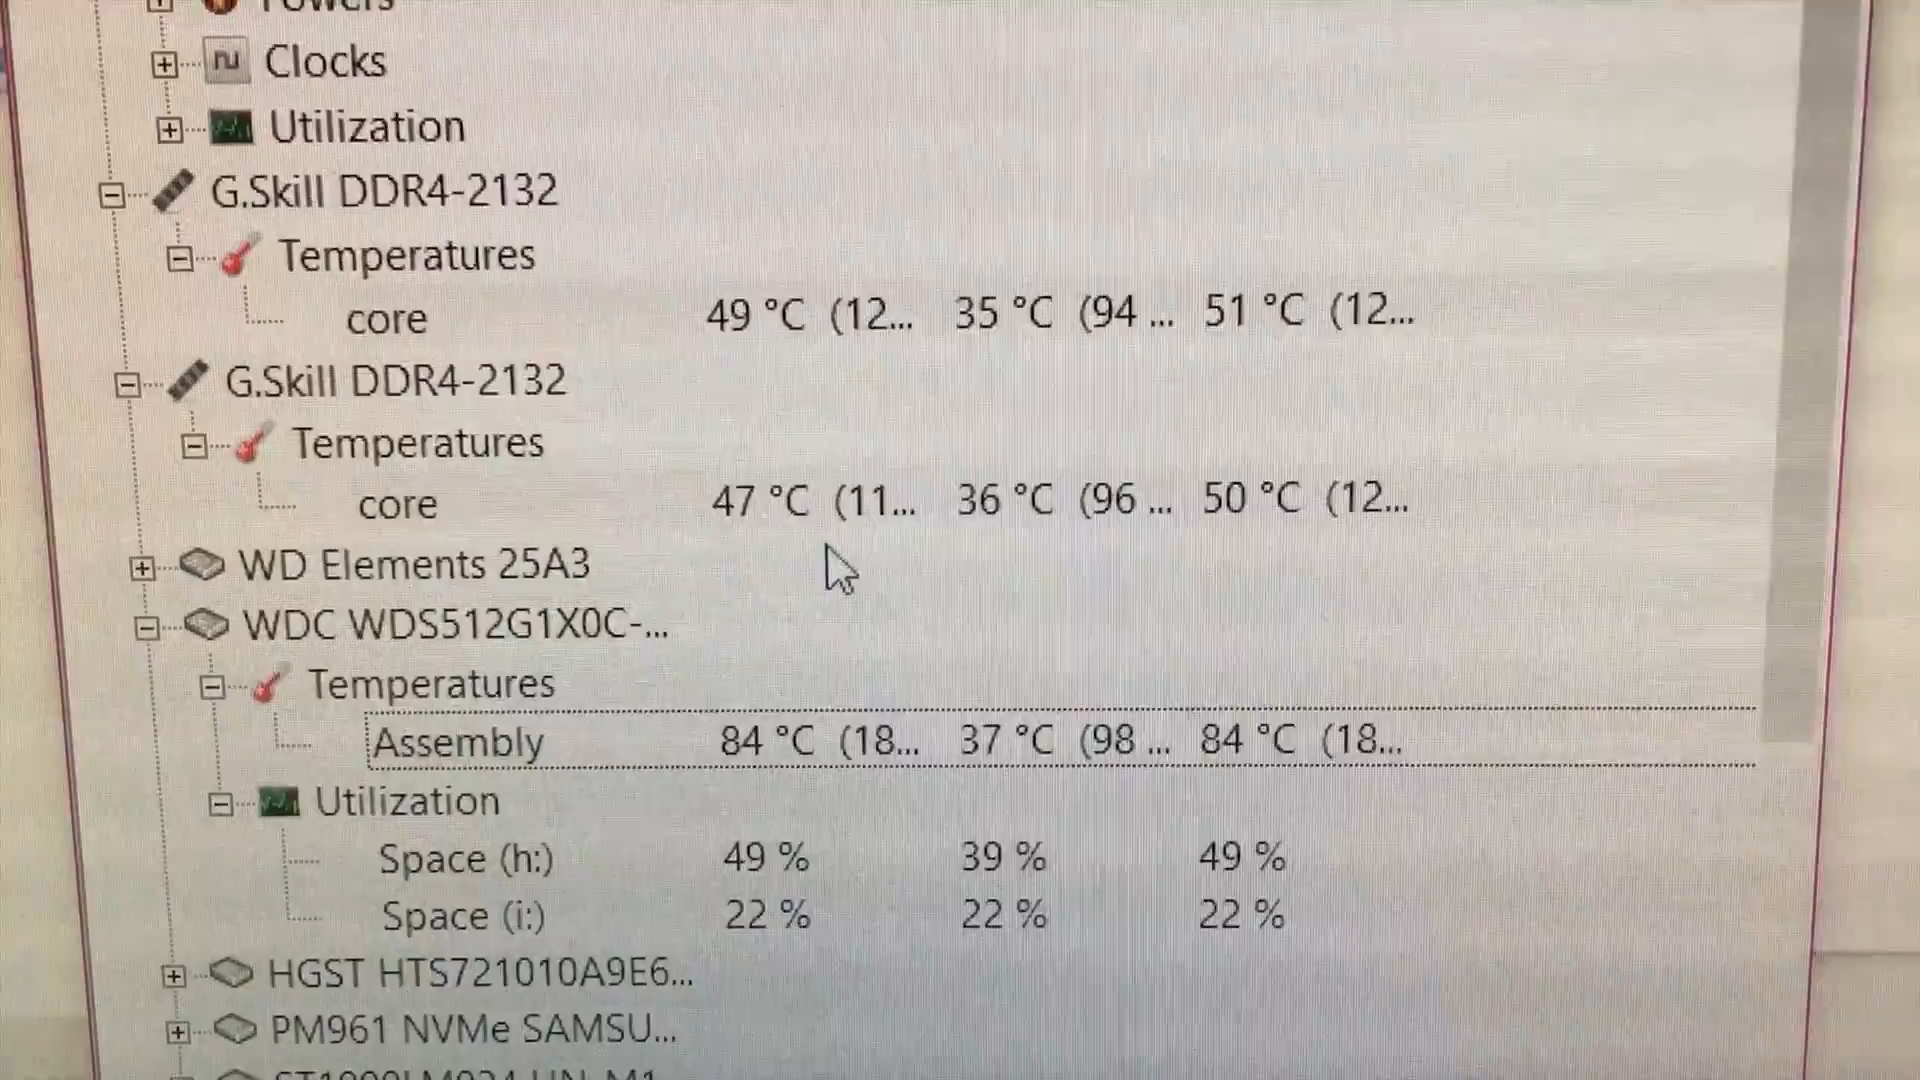 Powers
Clocks
Utilization
G.Skill DDR4-2132
Temperatures
core 49 °C (12... 35 °C (94 ... 51 °C (12...
G.Skill DDR4-2132
Temperatures
core 47 °C (11... 36 °C (96 ... 50 °C (12...
WD Elements 25A3
WDC WDS512G1X0C-...
Temperatures
Assembly 84 °C (18... 37 °C (98 ... 84 °C (18...
Utilization
Space (h:) 49 % 39 % 49 %
Space (i:) 22 % 22 % 22 %
HGST HTS721010A9E6...
PM961 NVMe SAMSU...